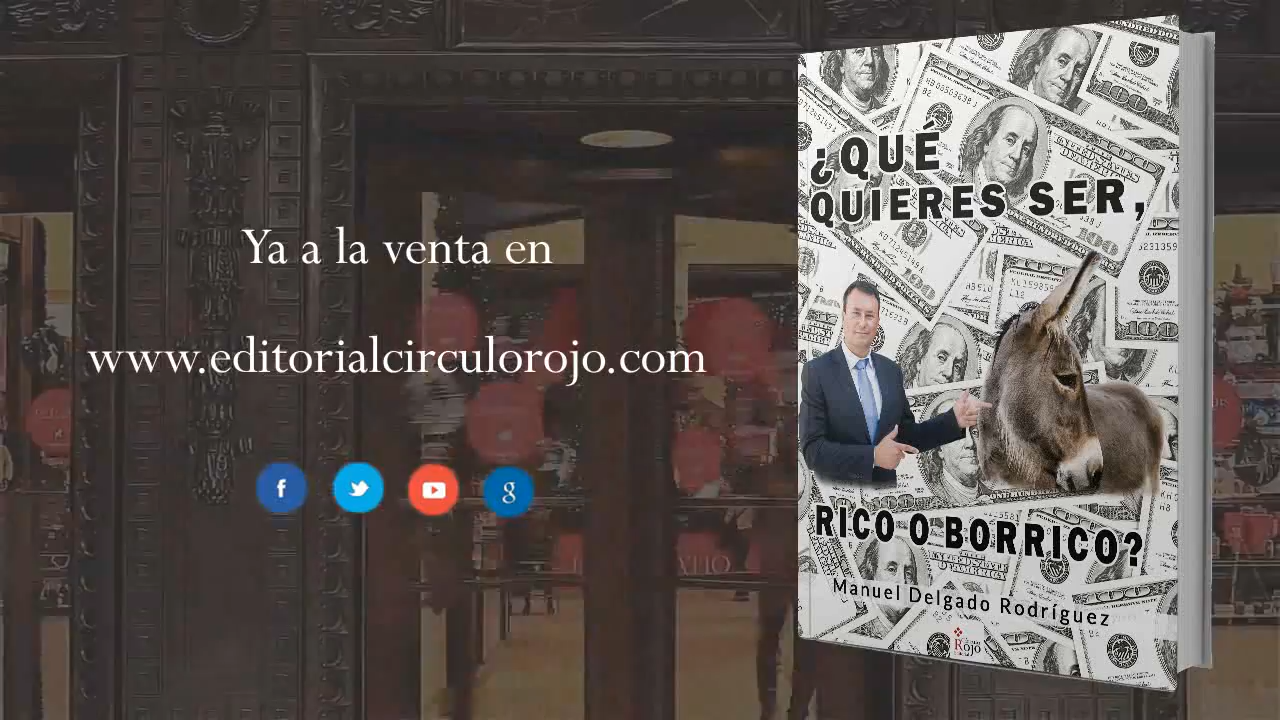 Ya a la venta en
www.editorialcirculorojo.com
¿QUÉ
QUIERES SER,
RICO O BORRICO?
Manuel Delgado Rodríguez
Rojo